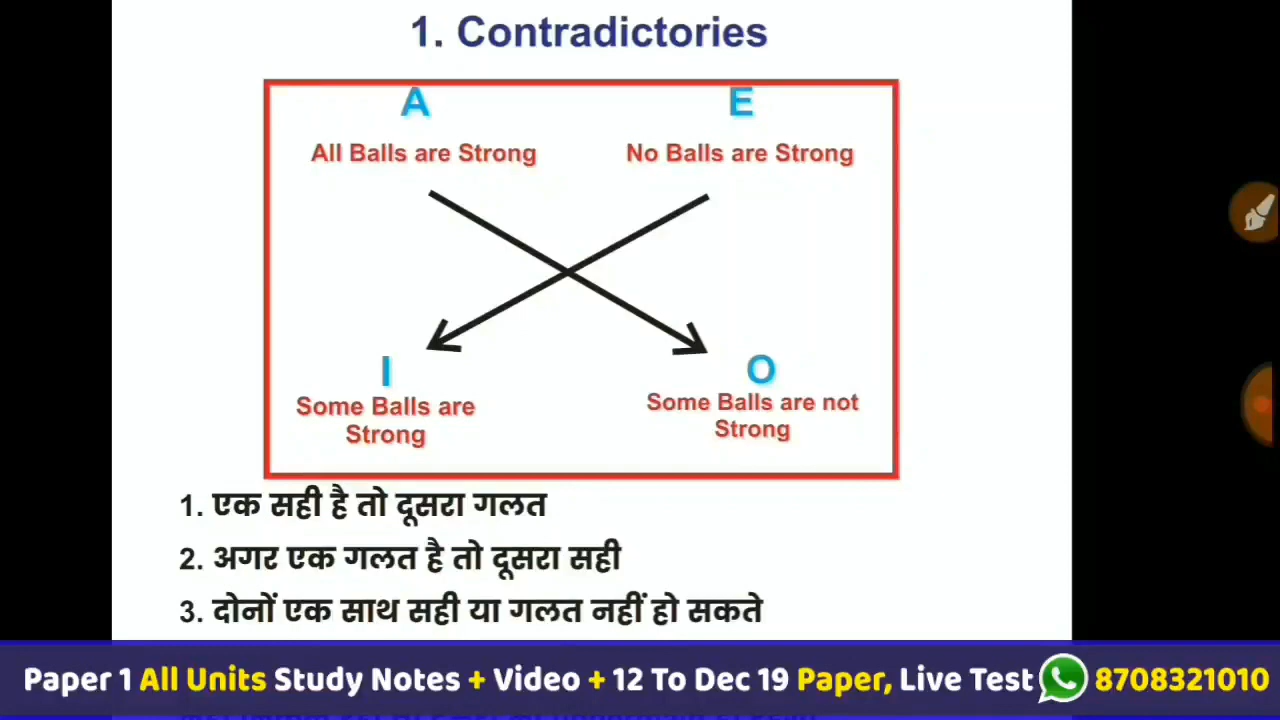 1. Contradictories
A
E
All Balls are Strong
No Balls are Strong
I
O
Some Balls are
Strong
Some Balls are not
Strong
1. एक सही है तो दूसरा गलत
2. अगर एक गलत है तो दूसरा सही
3. दोनों एक साथ सही या गलत नहीं हो सकते
Paper 1 All Units Study Notes + Video + 12 To Dec 19 Paper, Live Test 8708321010